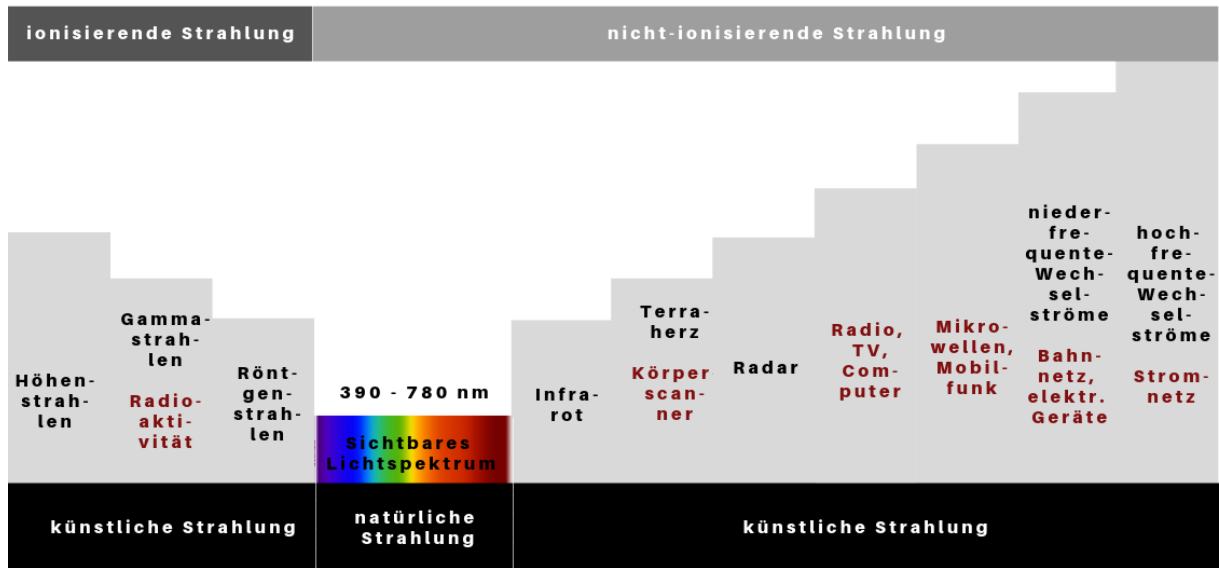 ionisierende Strahlung
nicht-ionisierende Strahlung
Höhen-
strah-
len
Gamma-
strah-
len
Radio-
akti-
vität
Rönt-
gen-
strah-
len
390 - 780 nm
Sichtbares
Lichtspektrum
Infra-
rot
Terra-
herz
Körper
scan-
ner
Radar
Radio,
TV,
Com-
puter
Mikro-
wellen,
Mobil-
funk
nieder-
fre-
quente-
Wech-
sel-
ströme
Bahn-
netz,
elektr.
Geräte
hoch-
fre-
quente-
Wech-
sel-
ströme
Strom-
netz
künstliche Strahlung
natürliche
Strahlung
künstliche Strahlung